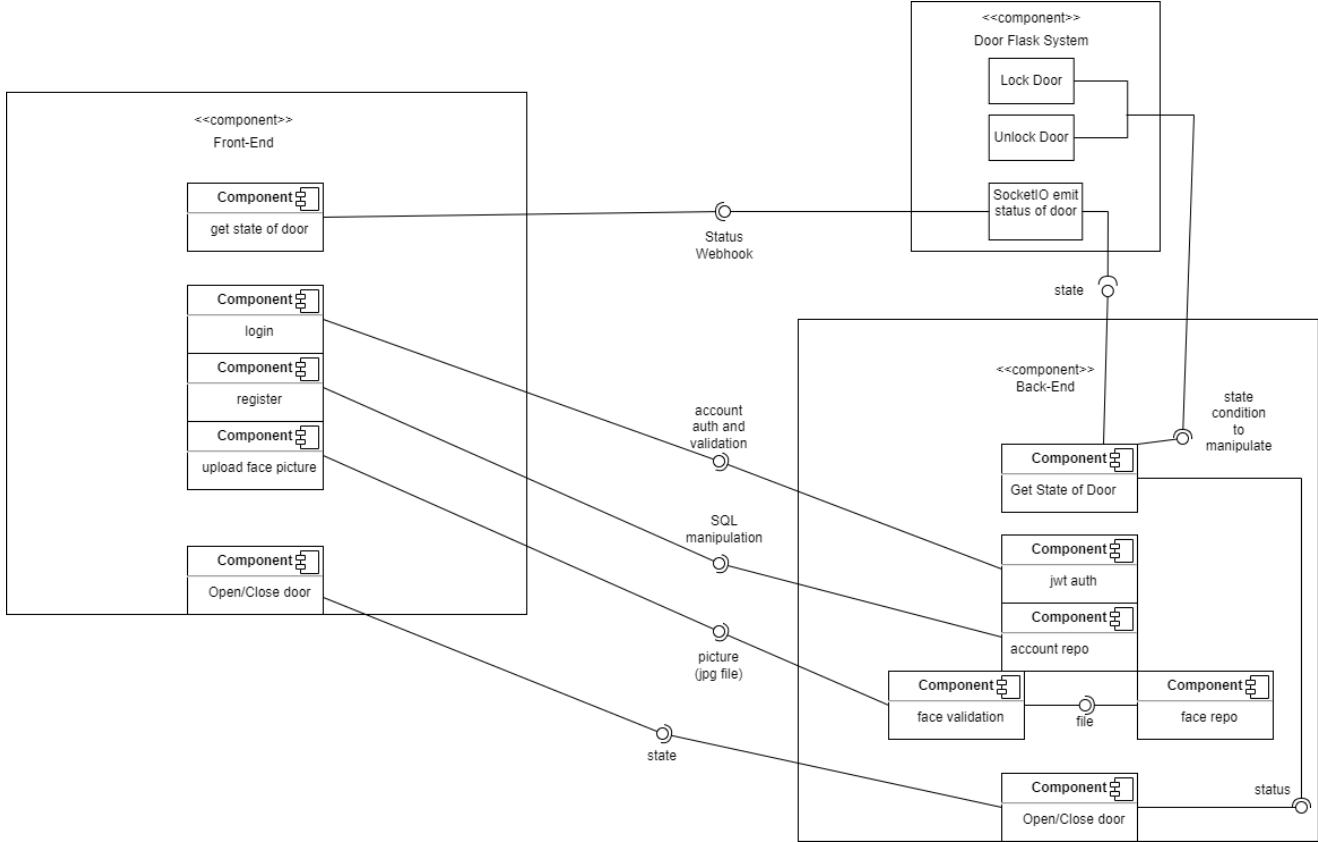 <<component>>
Door Flask System
Lock Door
Unlock Door
SocketIO emit
status of door
<<component>>
Front-End
Component
get state of door
Status
Webhook
state
Component
login
Component
register
Component
upload face picture
Component
Open/Close door
account
auth and
validation
SQL
manipulation
picture
(jpg file)
state
<<component>>
Back-End
state
condition
to
manipulate
Component
Get State of Door
Component
jwt auth
Component
account repo
Component
face validation
file
Component
face repo
Component
Open/Close door
status